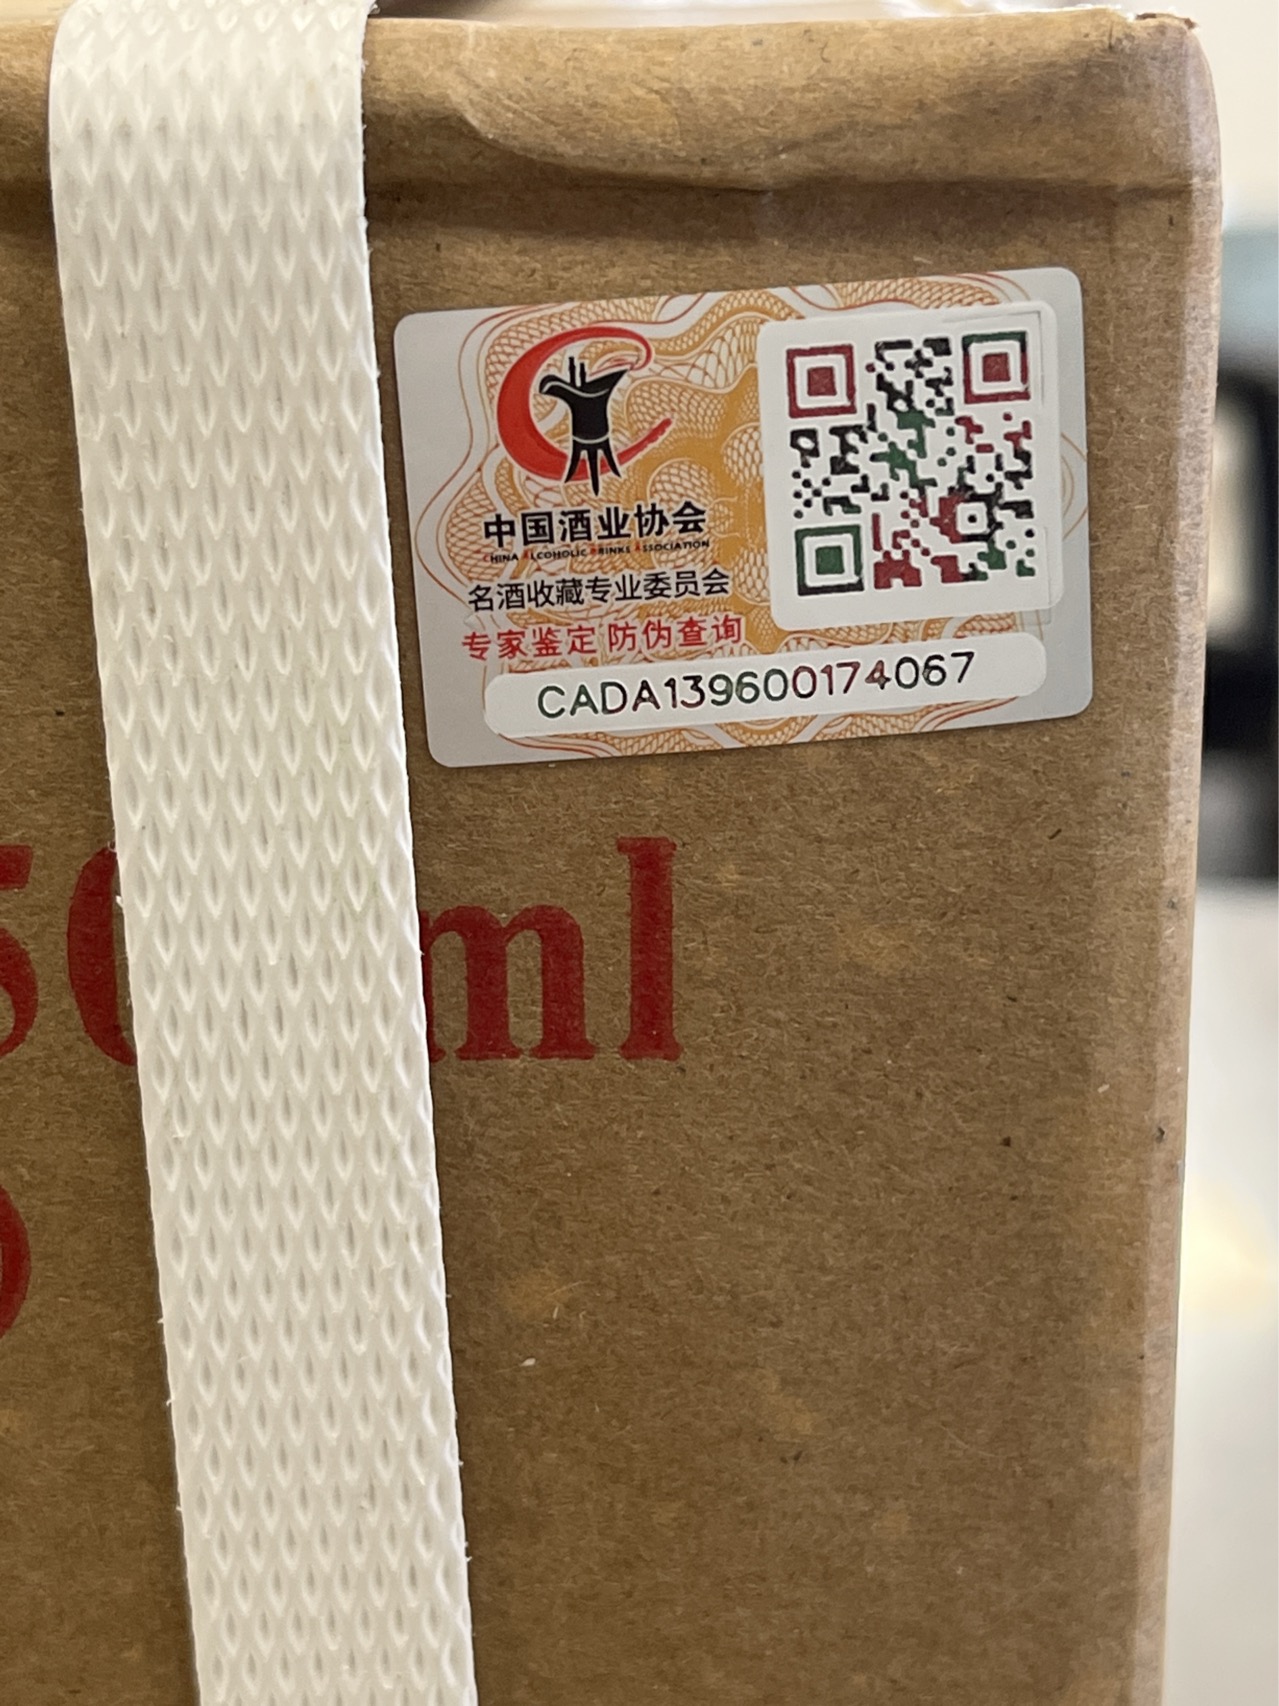 中国酒业协会
CHINA ALCOHOLIC DRINKS ASSOCIATION
名酒收藏专业委员会
专家鉴定 防伪查询
CADA139600174067
ml